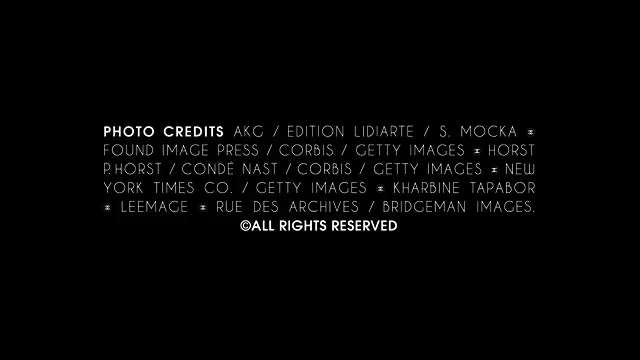 PHOTO CREDITS AKG / EDITION LIDIARTE / S. MOCKA
FOUND IMAGE PRESS / CORBIS / GETTY IMAGES HORST
P. HORST / CONDÉ NAST / CORBIS / GETTY IMAGES NEW
YORK TIMES CO. / GETTY IMAGES KHARBINE TAPABOR
LEEMAGE RUE DES ARCHIVES / BRIDGEMAN IMAGES.
©ALL RIGHTS RESERVED